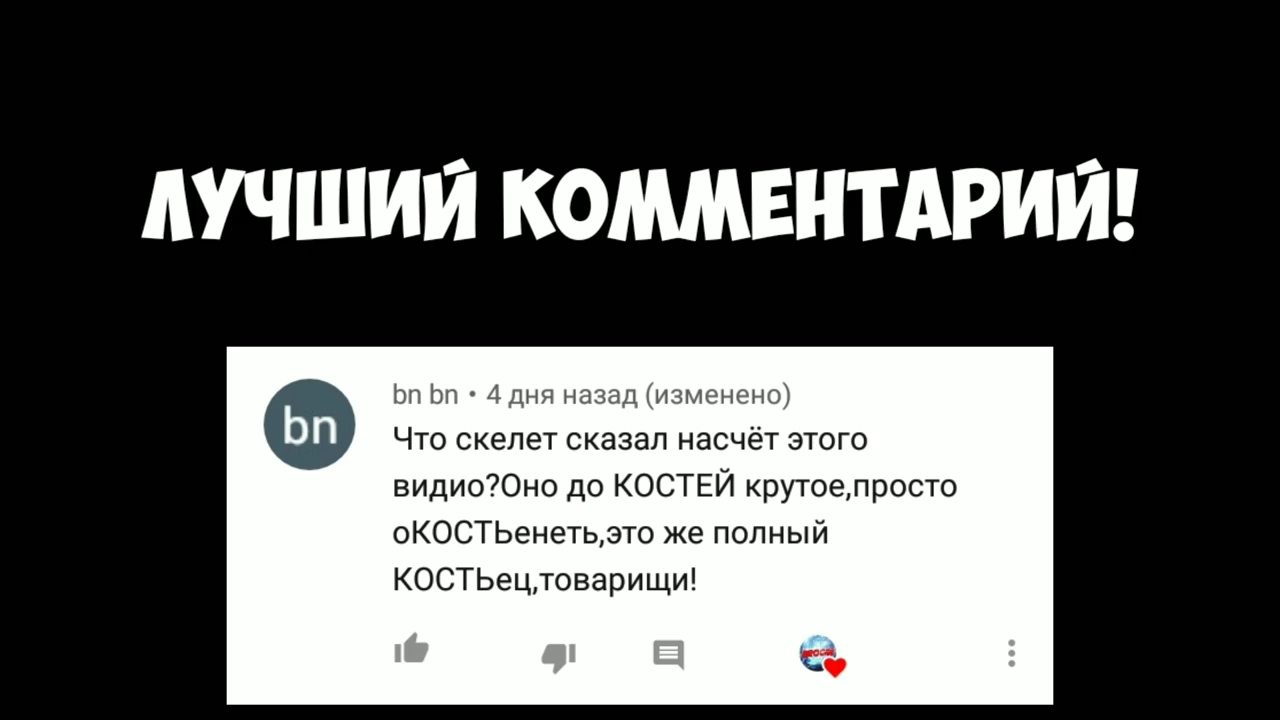 ЛУЧШИЙ КОММЕНТАРИЙ!
bn
bn bn • 4 дня назад (изменено)
Что скелет сказал насчёт этого
видио?Оно до КОСТЕЙ крутое,просто
оКОСТЬенеть,это же полный
КОСТЬец,товарищи!